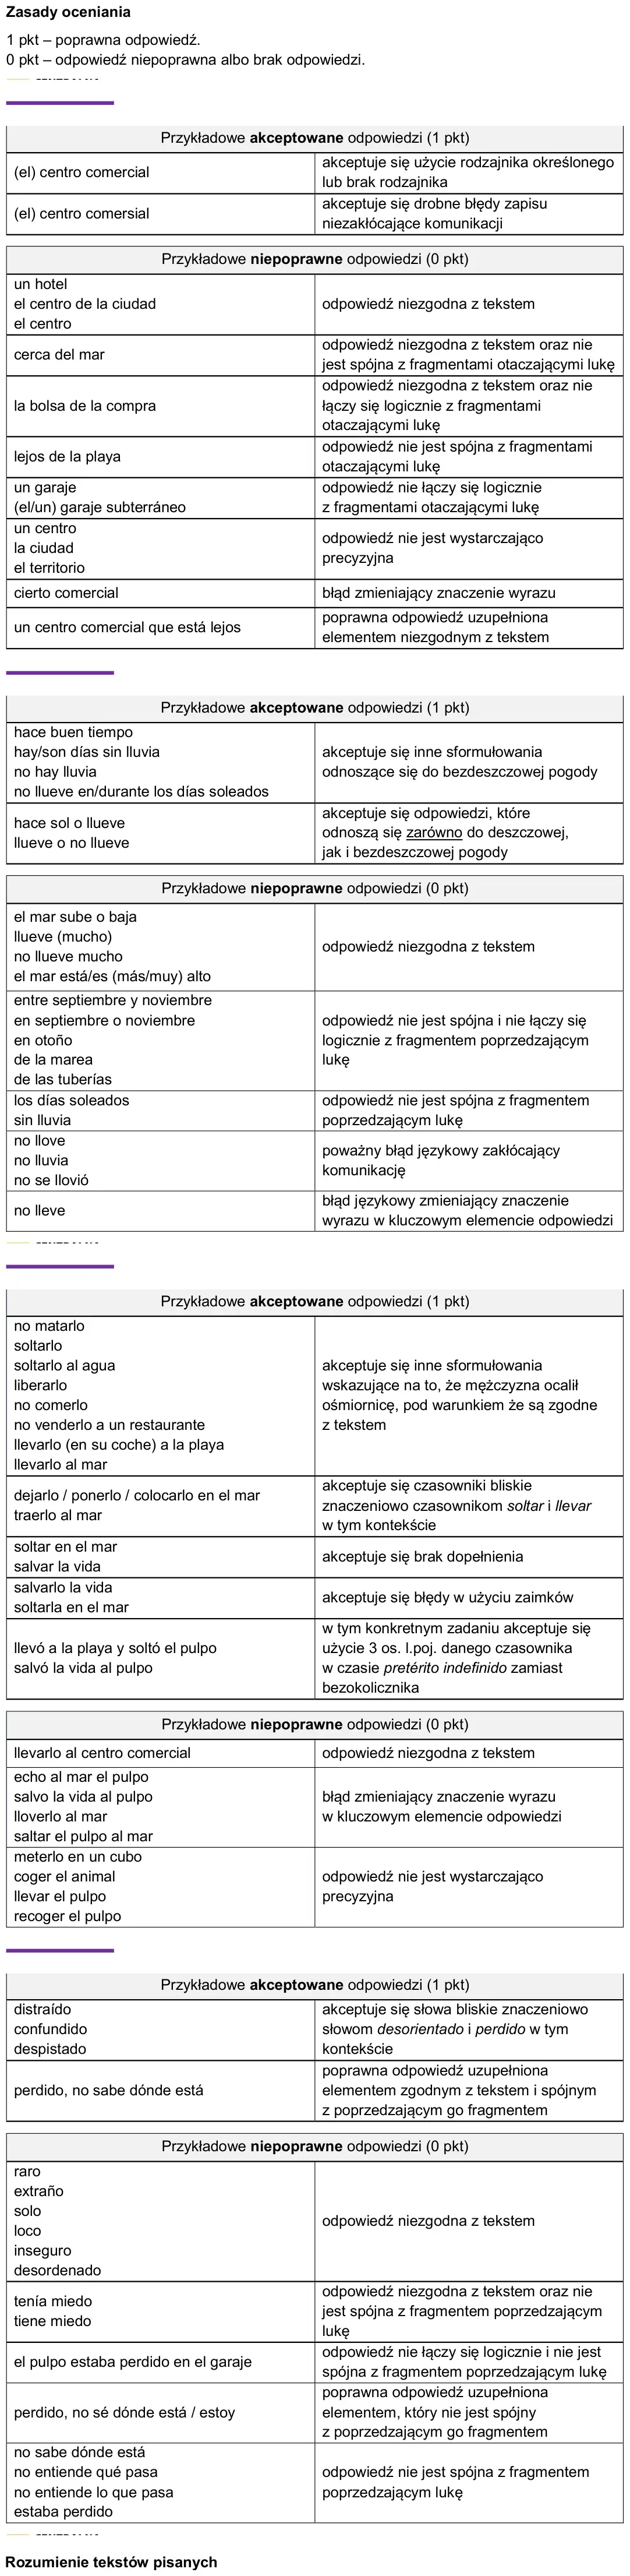 Zasady oceniania
1 pkt – poprawna odpowiedź.
0 pkt – odpowiedź niepoprawna albo brak odpowiedzi.
Przykładowe akceptowane odpowiedzi (1 pkt)
(el) centro comercial
akceptuje się użycie rodzajnika określonego
lub brak rodzajnika
(el) centro comersial
akceptuje się drobne błędy zapisu
niezakłócające komunikacji
Przykładowe niepoprawne odpowiedzi (0 pkt)
un hotel
el centro de la ciudad
el centro
odpowiedź niezgodna z tekstem
cerca del mar
odpowiedź niezgodna z tekstem oraz nie
jest spójna z fragmentami otaczającymi lukę
la bolsa de la compra
odpowiedź niezgodna z tekstem oraz nie
łączy się logicznie z fragmentami
otaczającymi lukę
lejos de la playa
odpowiedź nie jest spójna z fragmentami
otaczającymi lukę
un garaje
(el/un) garaje subterráneo
odpowiedź nie łączy się logicznie
z fragmentami otaczającymi lukę
un centro
la ciudad
el territorio
odpowiedź nie jest wystarczająco
precyzyjna
cierto comercial
błąd zmieniający znaczenie wyrazu
un centro comercial que está lejos
poprawna odpowiedź uzupełniona
elementem niezgodnym z tekstem
Przykładowe akceptowane odpowiedzi (1 pkt)
hace buen tiempo
hay/son días sin lluvia
no hay lluvia
no llueve en/durante los días soleados
akceptuje się inne sformułowania
odnoszące się do bezdeszczowej pogody
hace sol o llueve
llueve o no llueve
akceptuje się odpowiedzi, które
odnoszą się zarówno do deszczowej,
jak i bezdeszczowej pogody
Przykładowe niepoprawne odpowiedzi (0 pkt)
el mar sube o baja
llueve (mucho)
no llueve mucho
el mar está/es (más/muy) alto
odpowiedź niezgodna z tekstem
entre septiembre y noviembre
en septiembre o noviembre
en otoño
de la marea
de las tuberías
odpowiedź nie jest spójna i nie łączy się
logicznie z fragmentem poprzedzającym
lukę
los días soleados
sin lluvia
odpowiedź nie jest spójna z fragmentem
poprzedzającym lukę
no llove
no lluvia
no se llovió
poważny błąd językowy zakłócający
komunikację
no lleve
błąd językowy zmieniający znaczenie
wyrazu w kluczowym elemencie odpowiedzi
Przykładowe akceptowane odpowiedzi (1 pkt)
no matarlo
soltarlo
soltarlo al agua
liberarlo
no comerlo
no venderlo a un restaurante
llevarlo (en su coche) a la playa
llevarlo al mar
akceptuje się inne sformułowania
wskazujące na to, że mężczyzna ocalił
ośmiornicę, pod warunkiem że są zgodne
z tekstem
dejarlo / ponerlo / colocarlo en el mar
traerlo al mar
akceptuje się czasowniki bliskie
znaczeniowo czasownikom soltar i llevar
w tym kontekście
soltar en el mar
salvar la vida
akceptuje się brak dopełnienia
salvarlo la vida
soltarla en el mar
akceptuje się błędy w użyciu zaimków
llevó a la playa y soltó el pulpo
salvó la vida al pulpo
w tym konkretnym zadaniu akceptuje się
użycie 3 os. l.poj. danego czasownika
w czasie pretérito indefinido zamiast
bezokolicznika
Przykładowe niepoprawne odpowiedzi (0 pkt)
llevarlo al centro comercial
odpowiedź niezgodna z tekstem
echo al mar el pulpo
salvo la vida al pulpo
lloverlo al mar
saltar el pulpo al mar
błąd zmieniający znaczenie wyrazu
w kluczowym elemencie odpowiedzi
meterlo en un cubo
coger el animal
llevar el pulpo
recoger el pulpo
odpowiedź nie jest wystarczająco
precyzyjna
Przykładowe akceptowane odpowiedzi (1 pkt)
distraído
confundido
despistado
akceptuje się słowa bliskie znaczeniowo
słowom desorientado i perdido w tym
kontekście
perdido, no sabe dónde está
poprawna odpowiedź uzupełniona
elementem zgodnym z tekstem i spójnym
z poprzedzającym go fragmentem
Przykładowe niepoprawne odpowiedzi (0 pkt)
raro
extraño
solo
loco
inseguro
desordenado
odpowiedź niezgodna z tekstem
tenía miedo
tiene miedo
odpowiedź niezgodna z tekstem oraz nie
jest spójna z fragmentem poprzedzającym
lukę
el pulpo estaba perdido en el garaje
odpowiedź nie łączy się logicznie i nie jest
spójna z fragmentem poprzedzającym lukę
perdido, no sé dónde está / estoy
poprawna odpowiedź uzupełniona
elementem, który nie jest spójny
z poprzedzającym go fragmentem
no sabe dónde está
no entiende qué pasa
no entiende lo que pasa
estaba perdido
odpowiedź nie jest spójna z fragmentem
poprzedzającym lukę
Rozumienie tekstów pisanych